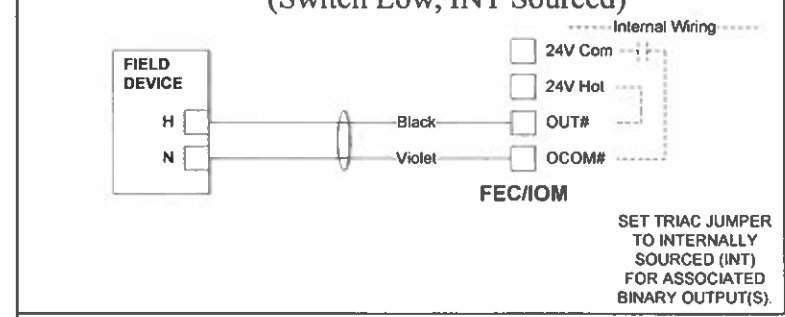 (Switch Low, INT Sourced)
Internal Wiring
24V Com
FIELD
DEVICE
24V Hot
H
Black
OUT#
N
Violet
OCOM#
FEC/IOM
SET TRIAC JUMPER
TO INTERNALLY
SOURCED (INT)
FOR ASSOCIATED
BINARY OUTPUT(S).